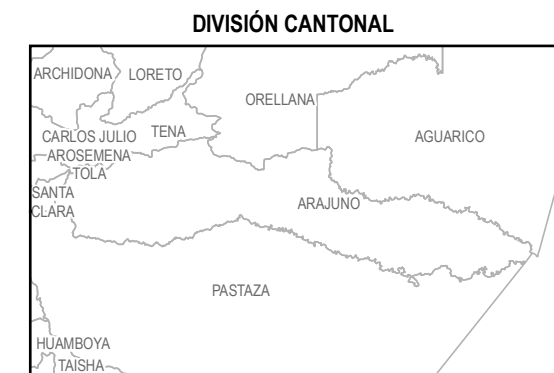 DIVISIÓN CANTONAL
ARCHIDONA
LORETO
ORELLANA
CARLOS JULIO
AROSEMENA
TOLA
TENA
AGUARICO
SANTA
CLARA
ARAJUNO
PASTAZA
HUAMBOYA
TAISHA